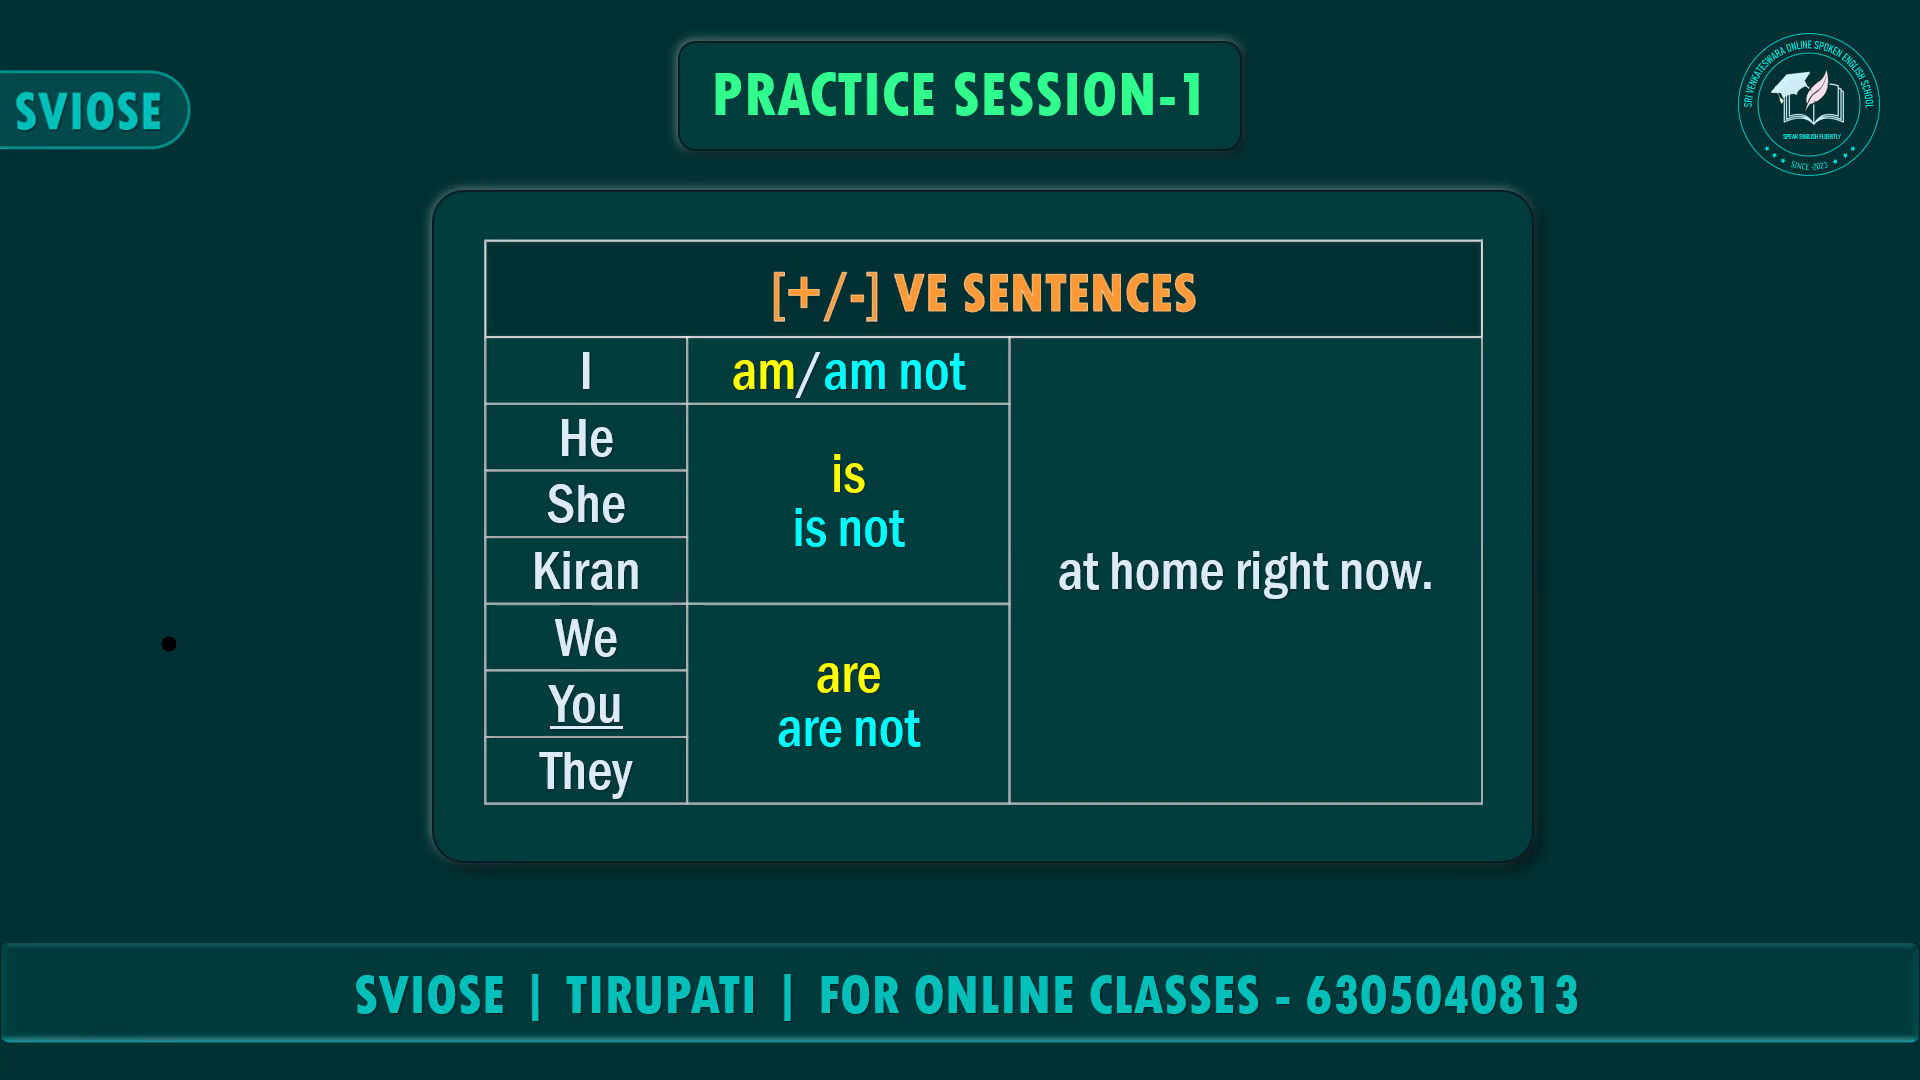 SVIOSE
PRACTICE SESSION-1
SRI VENKATESWARA ONLINE SPOKEN ENGLISH SCHOOL
SPEAK ENGLISH FLUENTLY
SINCE -2023
[+/-] VE SENTENCES
I
am/am not
He
She
Kiran
is
is not
We
You
They
are
are not
at home right now.
SVIOSE | TIRUPATI | FOR ONLINE CLASSES - 6305040813